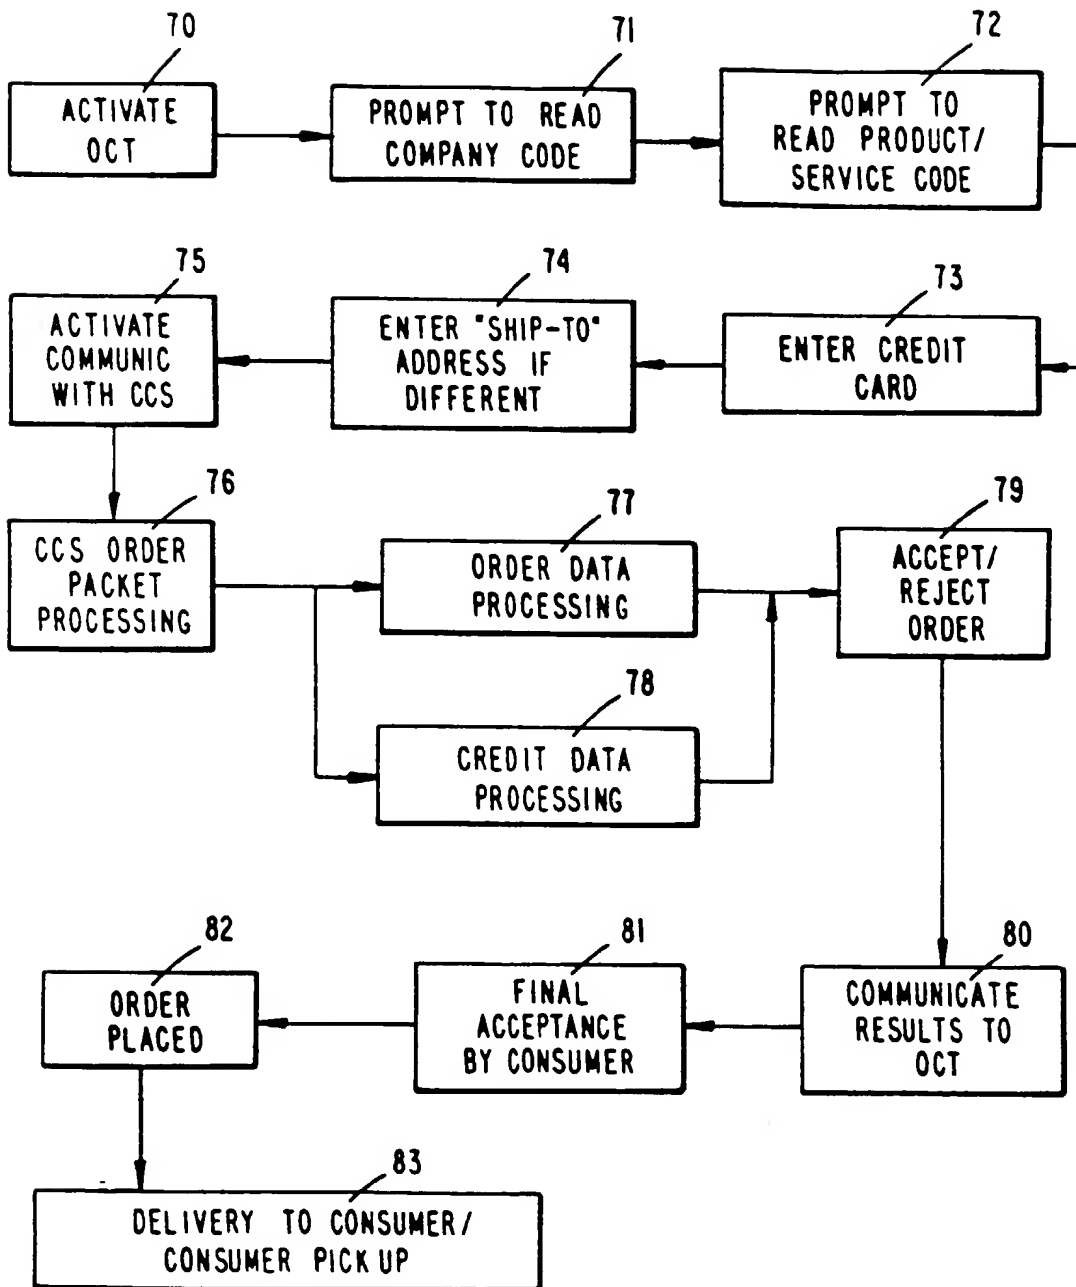 70
ACTIVATE
OCT
71
PROMPT TO READ
COMPANY CODE
72
PROMPT TO
READ PRODUCT/
SERVICE CODE
75
ACTIVATE
COMMUNIC
WITH CCS
74
ENTER "SHIP-TO"
ADDRESS IF
DIFFERENT
73
ENTER CREDIT
CARD
76
CCS ORDER
PACKET
PROCESSING
77
ORDER DATA
PROCESSING
79
ACCEPT/
REJECT
ORDER
78
CREDIT DATA
PROCESSING
82
ORDER
PLACED
81
FINAL
ACCEPTANCE
BY CONSUMER
80
COMMUNICATE
RESULTS TO
OCT
83
DELIVERY TO CONSUMER/
CONSUMER PICK UP